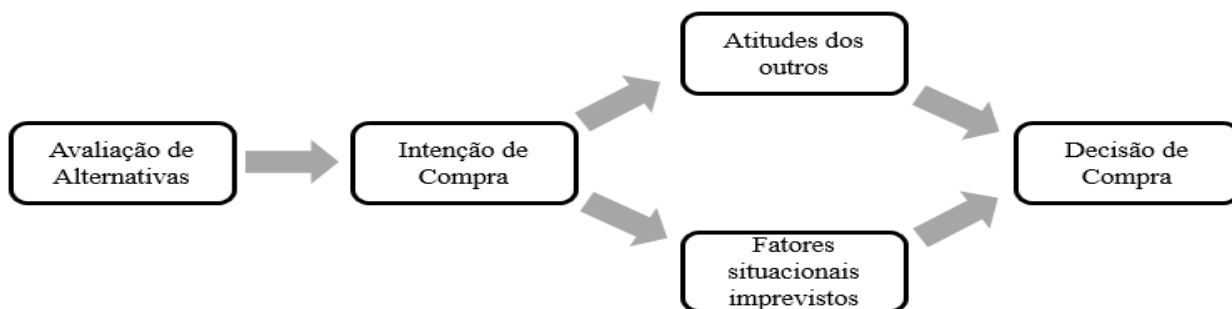 Avaliação de
Alternativas
Intenção de
Compra
Atitudes dos
outros
Fatores
situacionais
imprevistos
Decisão de
Compra